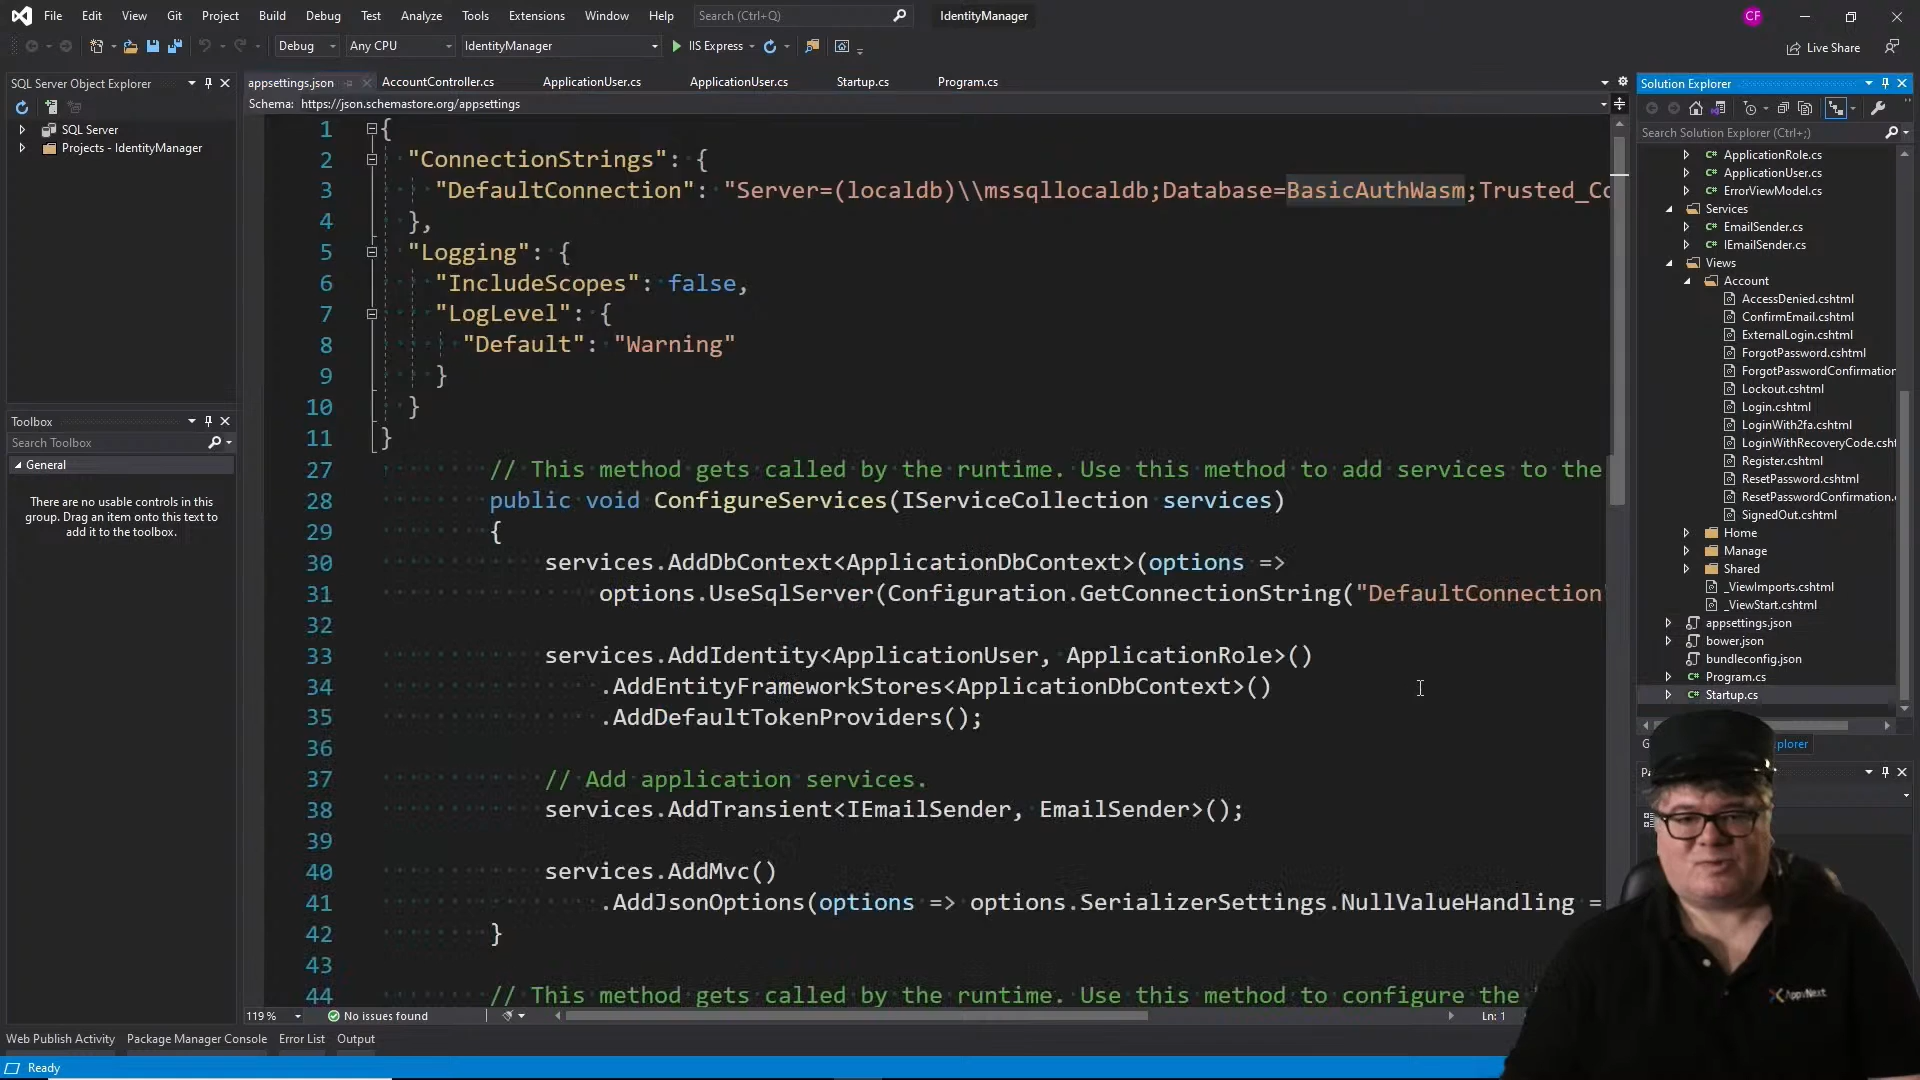 File Edit View Git Project Build Debug Test Analyze Tools Extensions Window Help Search (Ctrl+Q) IdentityManager CF
Debug Any CPU IdentityManager IIS Express Live Share
SQL Server Object Explorer
SQL Server
Projects - IdentityManager
Toolbox
Search Toolbox
General
There are no usable controls in this
group. Drag an item onto this text to
add it to the toolbox.
appsettings.json AccountController.cs ApplicationUser.cs ApplicationUser.cs Startup.cs Program.cs
Schema: https://json.schemastore.org/appsettings
1 {
2 "ConnectionStrings": {
3 "DefaultConnection": "Server=(localdb)\\mssqllocaldb;Database=BasicAuthWasm;Trusted_Co
4 },
5 "Logging": {
6 "IncludeScopes": false,
7 "LogLevel": {
8 "Default": "Warning"
9 }
10 }
11 }
27 // This method gets called by the runtime. Use this method to add services to the
28 public void ConfigureServices(IServiceCollection services)
29 {
30 services.AddDbContext<ApplicationDbContext>(options =>
31 options.UseSqlServer(Configuration.GetConnectionString("DefaultConnection"
32
33 services.AddIdentity<ApplicationUser, ApplicationRole>()
34 .AddEntityFrameworkStores<ApplicationDbContext>()
35 .AddDefaultTokenProviders();
36
37 // Add application services.
38 services.AddTransient<IEmailSender, EmailSender>();
39
40 services.AddMvc()
41 .AddJsonOptions(options => options.SerializerSettings.NullValueHandling =
42 }
43
44 // This method gets called by the runtime. Use this method to configure the
119 % No issues found Ln: 1
Solution Explorer
Search Solution Explorer (Ctrl+;)
ApplicationRole.cs
ApplicationUser.cs
ErrorViewModel.cs
Services
EmailSender.cs
IEmailSender.cs
Views
Account
AccessDenied.cshtml
ConfirmEmail.cshtml
ExternalLogin.cshtml
ForgotPassword.cshtml
ForgotPasswordConfirmation
Lockout.cshtml
Login.cshtml
LoginWith2fa.cshtml
LoginWithRecoveryCode.csht
Register.cshtml
ResetPassword.cshtml
ResetPasswordConfirmation.
SignedOut.cshtml
Home
Manage
Shared
_ViewImports.cshtml
_ViewStart.cshtml
appsettings.json
bower.json
bundleconfig.json
Program.cs
Startup.cs
plorer
AppvNext
Web Publish Activity Package Manager Console Error List Output
Ready